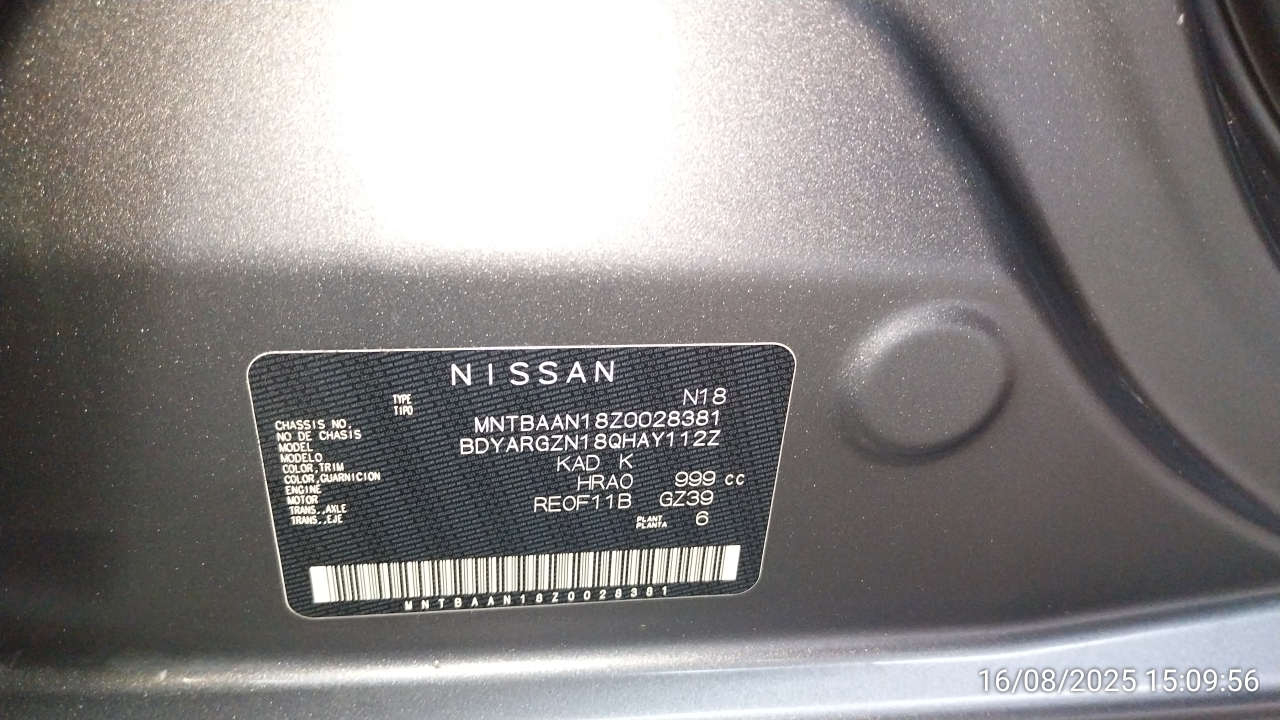 NISSAN
TYPE
TIPO
N18
CHASSIS NO.
NO DE CHASIS
MNTBAAN18Z0028381
MODEL
MODELO
BDYARGZN18QHAY112Z
COLOR,TRIM
COLOR,GUARNICION
KAD K
ENGINE
MOTOR
HRA0 999 cc
TRANS.,AXLE
TRANS.,EJE
RE0F11B GZ39
PLANT
PLANTA
6
MNTBAAN18Z0028381
16/08/2025 15:09:56